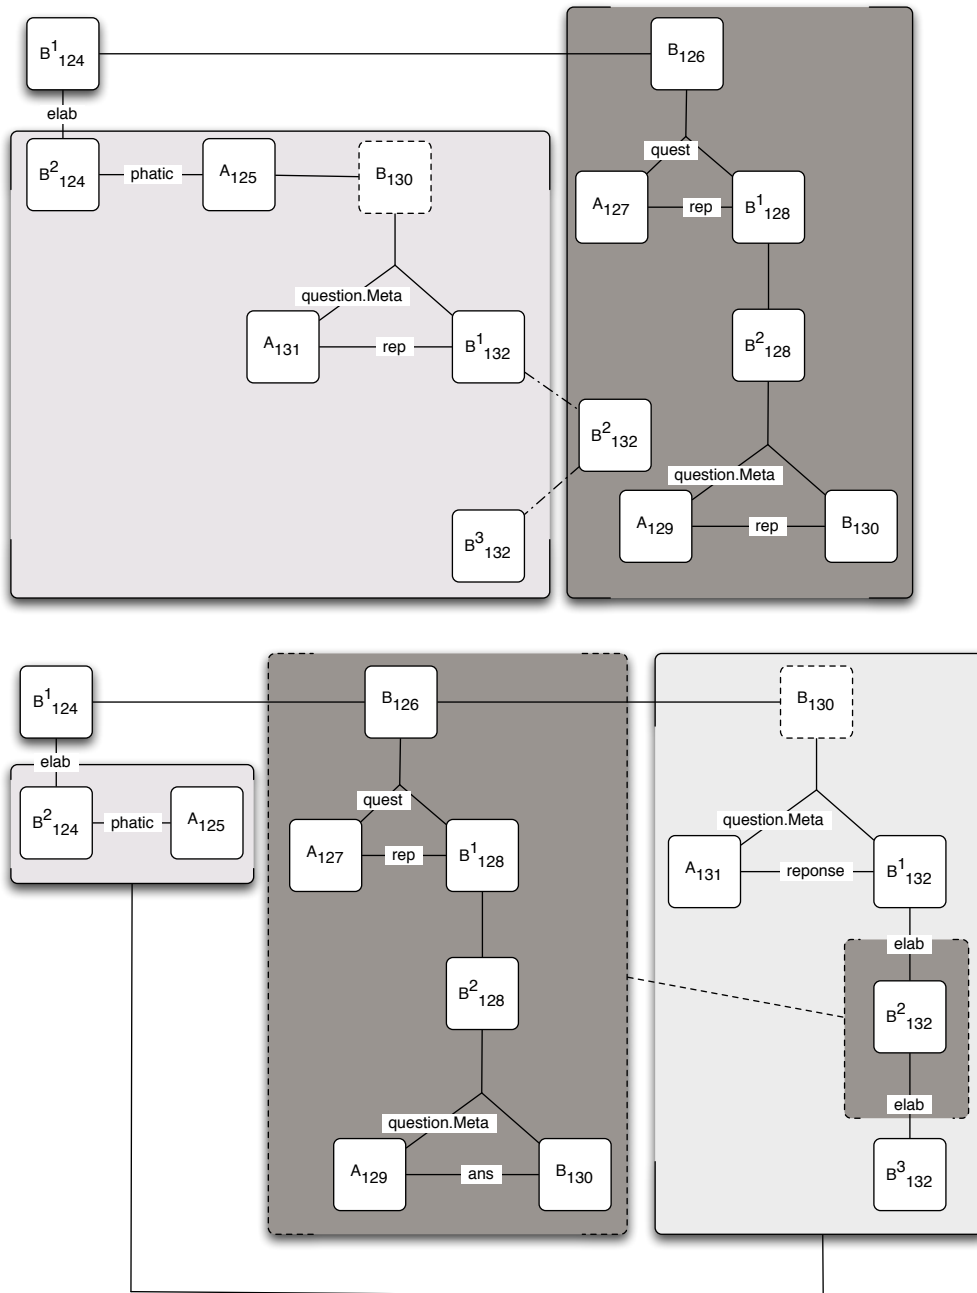 B¹₁₂₄
B₁₂₆
elab
B²₁₂₄ phatic A₁₂₅ B₁₃₀
quest
A₁₂₇ rep B¹₁₂₈
question.Meta
A₁₃₁ rep B¹₁₃₂
B²₁₂₈
B²₁₃₂
question.Meta
A₁₂₉ rep B₁₃₀
B³₁₃₂
B¹₁₂₄ B₁₂₆ B₁₃₀
elab
B²₁₂₄ phatic A₁₂₅
quest
question.Meta
A₁₂₇ rep B¹₁₂₈
A₁₃₁ reponse B¹₁₃₂
elab
B²₁₂₈
B²₁₃₂
elab
question.Meta
A₁₂₉ ans B₁₃₀
B³₁₃₂